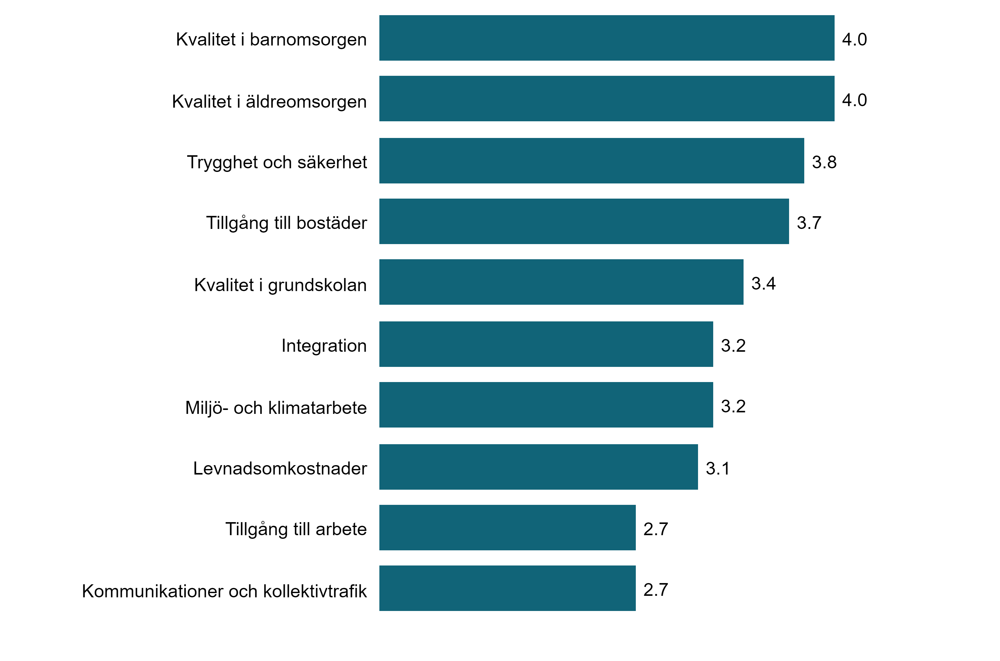 Kvalitet i barnomsorgen 4.0
Kvalitet i äldreomsorgen 4.0
Trygghet och säkerhet 3.8
Tillgång till bostäder 3.7
Kvalitet i grundskolan 3.4
Integration 3.2
Miljö- och klimatarbete 3.2
Levnadsomkostnader 3.1
Tillgång till arbete 2.7
Kommunikationer och kollektivtrafik 2.7